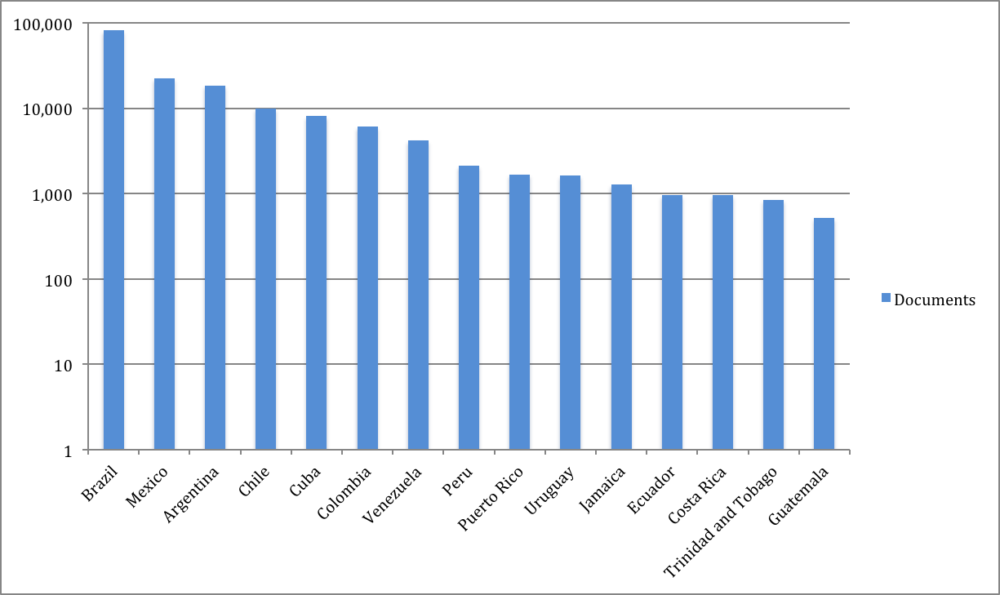 100,000
10,000
1,000
100
10
1
Documents
Brazil
Mexico
Argentina
Chile
Cuba
Colombia
Venezuela
Peru
Puerto Rico
Uruguay
Jamaica
Ecuador
Costa Rica
Trinidad and Tobago
Guatemala